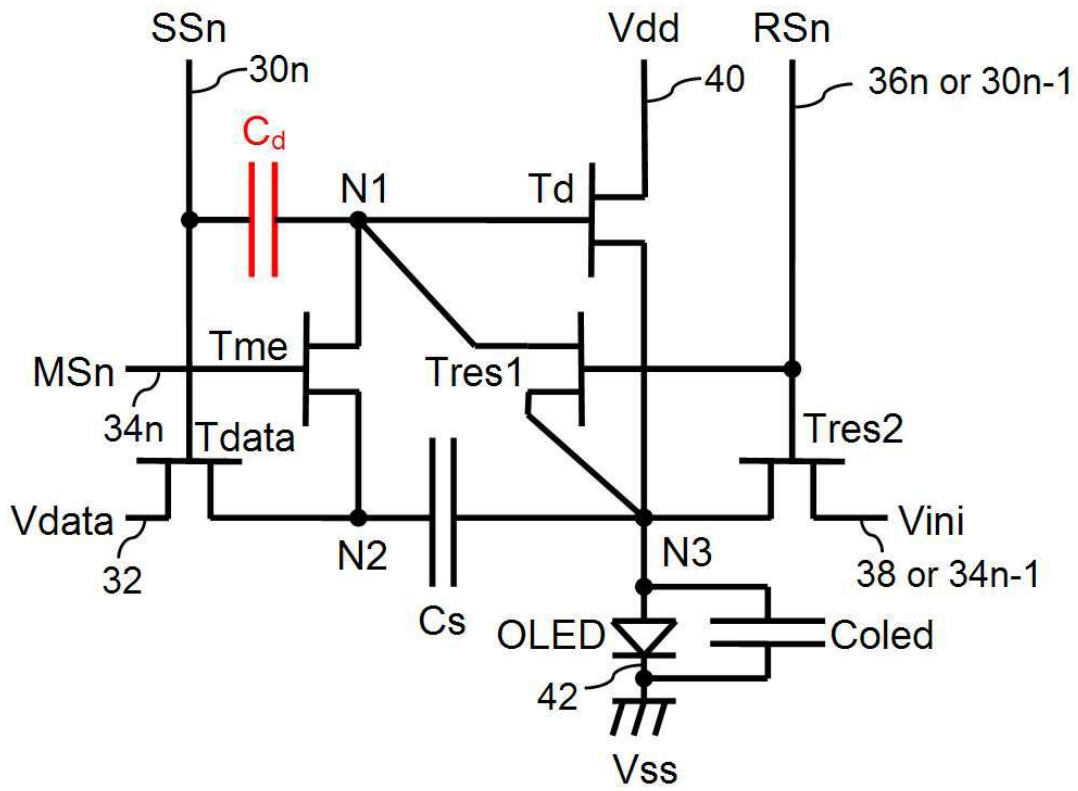 SSn
Vdd
RSn
30n
40
36n or 30n-1
Cd
N1
Td
Tme
Tres1
MSn
34n
Tdata
Tres2
Vdata
Vini
32
N2
N3
38 or 34n-1
Cs
OLED
Coled
42
Vss